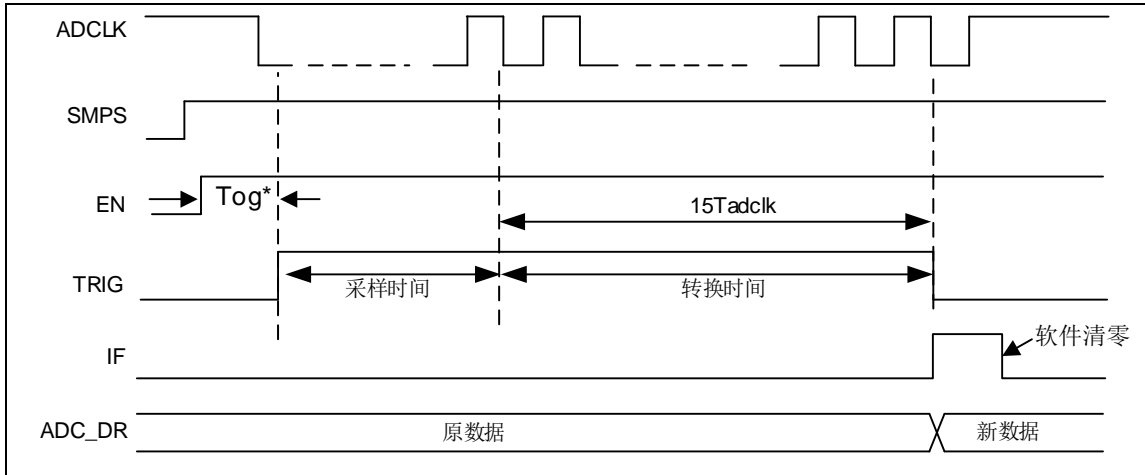 ADCLK
SMPS
EN
Tog*
15Tadclk
TRIG
采样时间
转换时间
IF
软件清零
ADC_DR
原数据
新数据